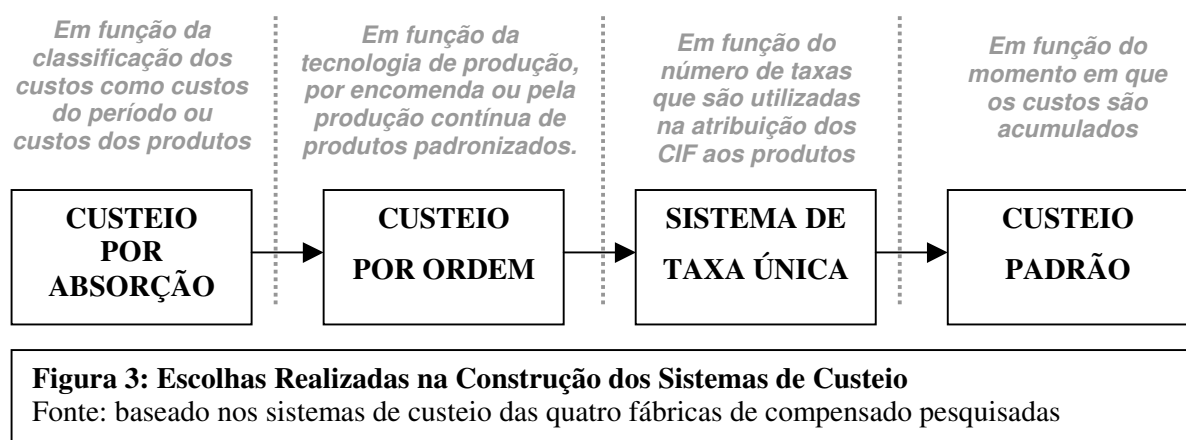 Em função da
classificação dos
custos como custos
do período ou
custos dos produtos
Em função da
tecnologia de produção,
por encomenda ou pela
produção contínua de
produtos padronizados.
Em função do
número de taxas
que são utilizadas
na atribuição dos
CIF aos produtos
Em função do
momento em que
os custos são
acumulados
CUSTEIO
POR
ABSORÇÃO
CUSTEIO
POR ORDEM
SISTEMA DE
TAXA ÚNICA
CUSTEIO
PADRÃO
Figura 3: Escolhas Realizadas na Construção dos Sistemas de Custeio
Fonte: baseado nos sistemas de custeio das quatro fábricas de compensado pesquisadas